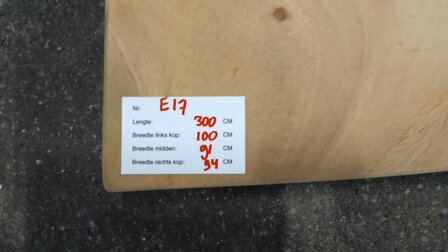 Nr: E17
Lengte: 300 CM
Breedte links kop: 100 CM
Breedte midden: 91 CM
Breedte rechts kop: 94 CM